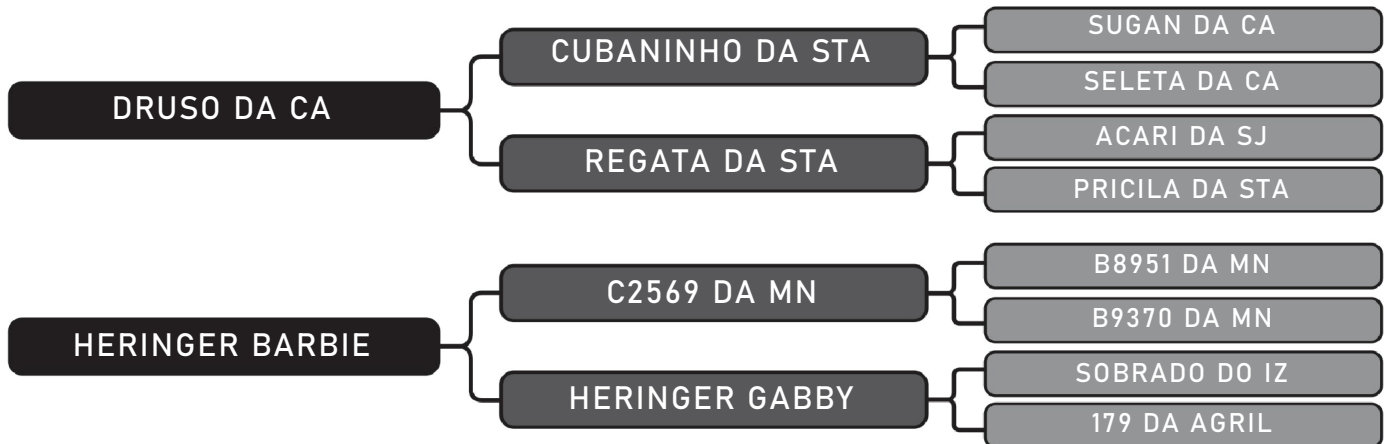 DRUSO DA CA
CUBANINHO DA STA
SUGAN DA CA
SELETA DA CA
REGATA DA STA
ACARI DA SJ
PRICILA DA STA
HERINGER BARBIE
C2569 DA MN
B8951 DA MN
B9370 DA MN
HERINGER GABBY
SOBRADO DO IZ
179 DA AGRIL